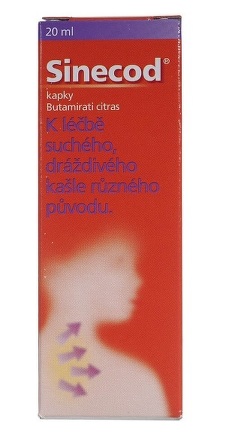 20 ml
Sinecod®
kapky
Butamirati citras
K léčbě
suchého,
dráždivého
kašle různého
původu.